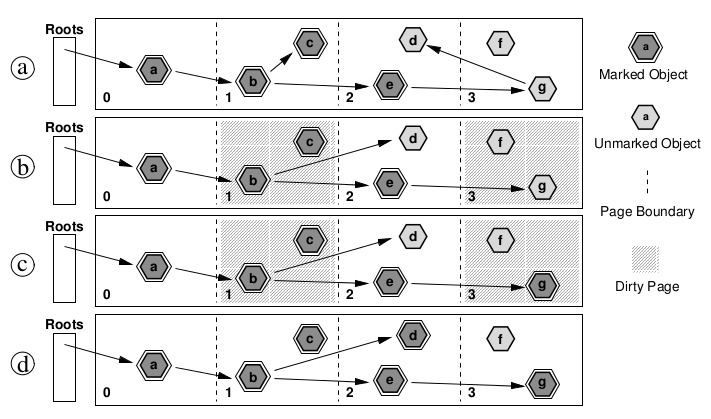 Roots
c d f
ⓐ a b e g
0 1 2 3
Roots
c d f
ⓑ a b e g
0 1 2 3
Roots
c d f
ⓒ a b e g
0 1 2 3
Roots
c d f
ⓓ a b e g
0 1 2 3
a
Marked Object
a
Unmarked Object
Page Boundary
Dirty Page